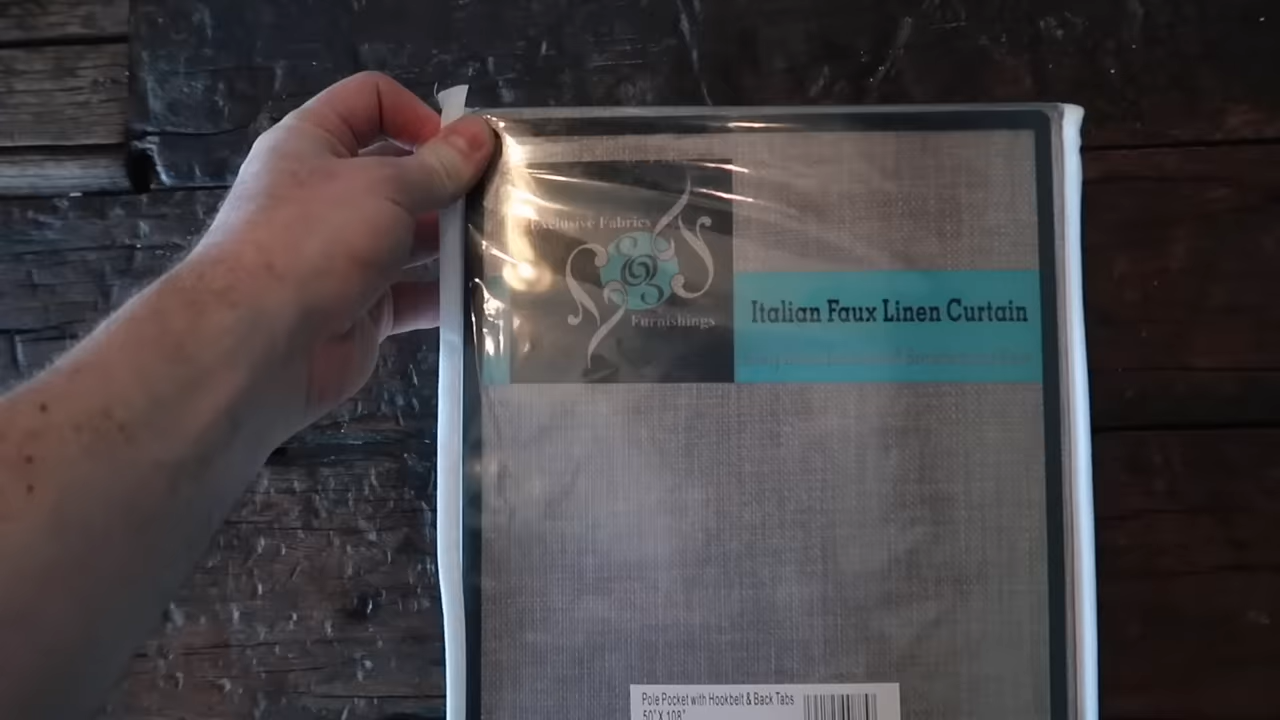 Exclusive Fabrics
Furnishings
Italian Faux Linen Curtain
Pole Pocket with Hookbelt & Back Tabs
50" X 108"